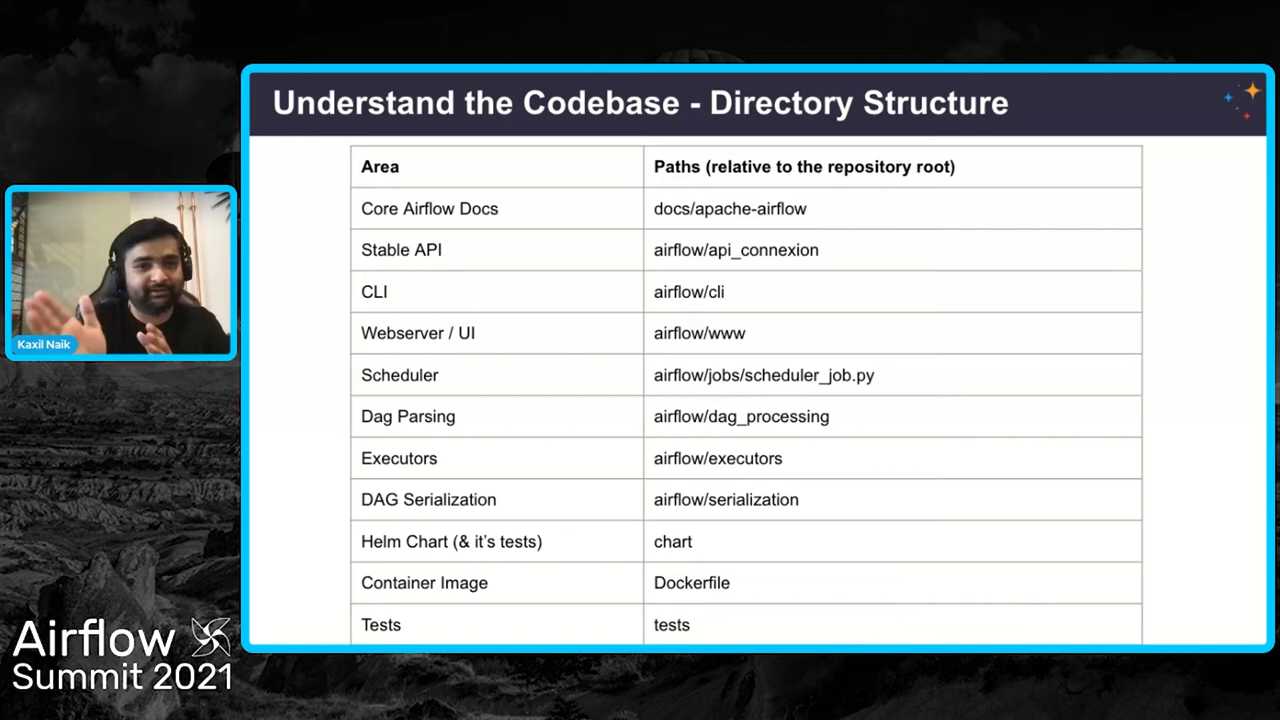 Understand the Codebase - Directory Structure
Area Paths (relative to the repository root)
Core Airflow Docs docs/apache-airflow
Stable API airflow/api_connexion
CLI airflow/cli
Webserver / UI airflow/www
Scheduler airflow/jobs/scheduler_job.py
Dag Parsing airflow/dag_processing
Executors airflow/executors
DAG Serialization airflow/serialization
Helm Chart (& it's tests) chart
Container Image Dockerfile
Tests tests
Kaxil Naik
Airflow
Summit 2021